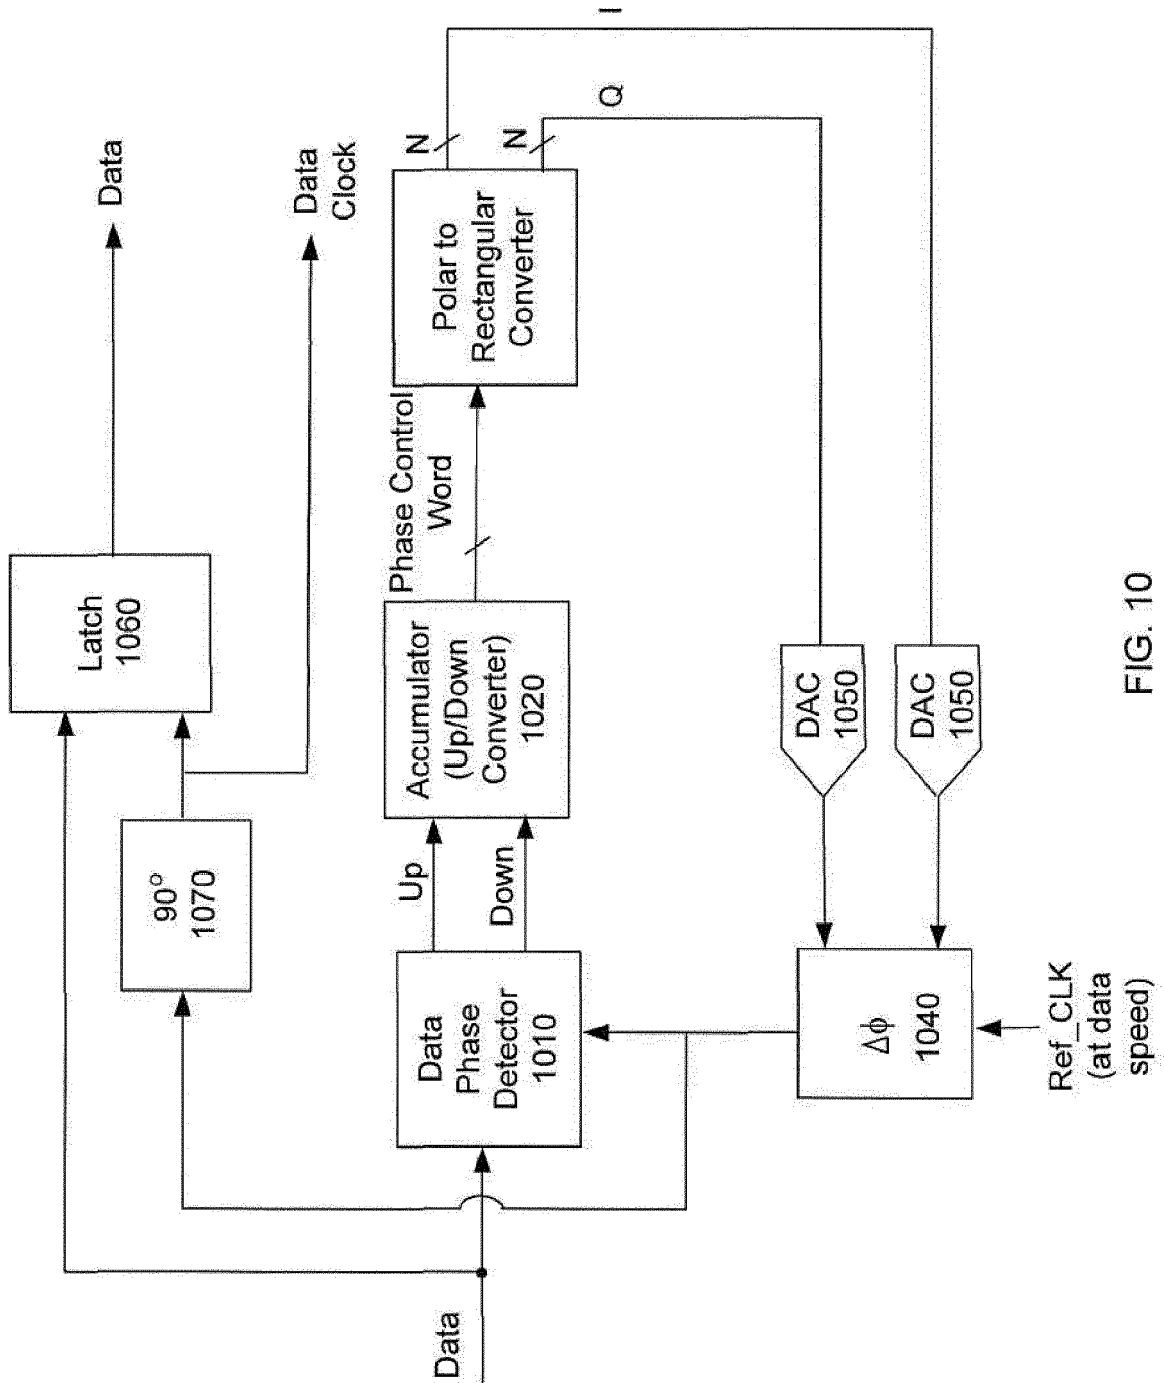 Data
Latch
1060
Data
Data
Clock
90°
1070
Data
Phase
Detector
1010
Up
Down
Accumulator
(Up/Down
Converter)
1020
Phase Control
Word
Polar to
Rectangular
Converter
N
N
Q
I
DAC
1050
DAC
1050
Δϕ
1040
Ref_CLK
(at data
speed)
FIG. 10